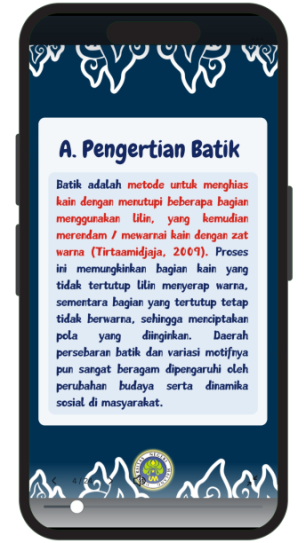 A. Pengertian Batik
Batik adalah metode untuk menghias
kain dengan menutupi beberapa bagian
menggunakan lilin, yang kemudian
merendam / mewarnai kain dengan zat
warna (Tirtaamidjaja, 2009). Proses
ini memungkinkan bagian kain yang
tidak tertutup lilin menyerap warna,
sementara bagian yang tertutup tetap
tidak berwarna, sehingga menciptakan
pola yang diinginkan. Daerah
persebaran batik dan variasi motifnya
pun sangat beragam dipengaruhi oleh
perubahan budaya serta dinamika
sosial di masyarakat.